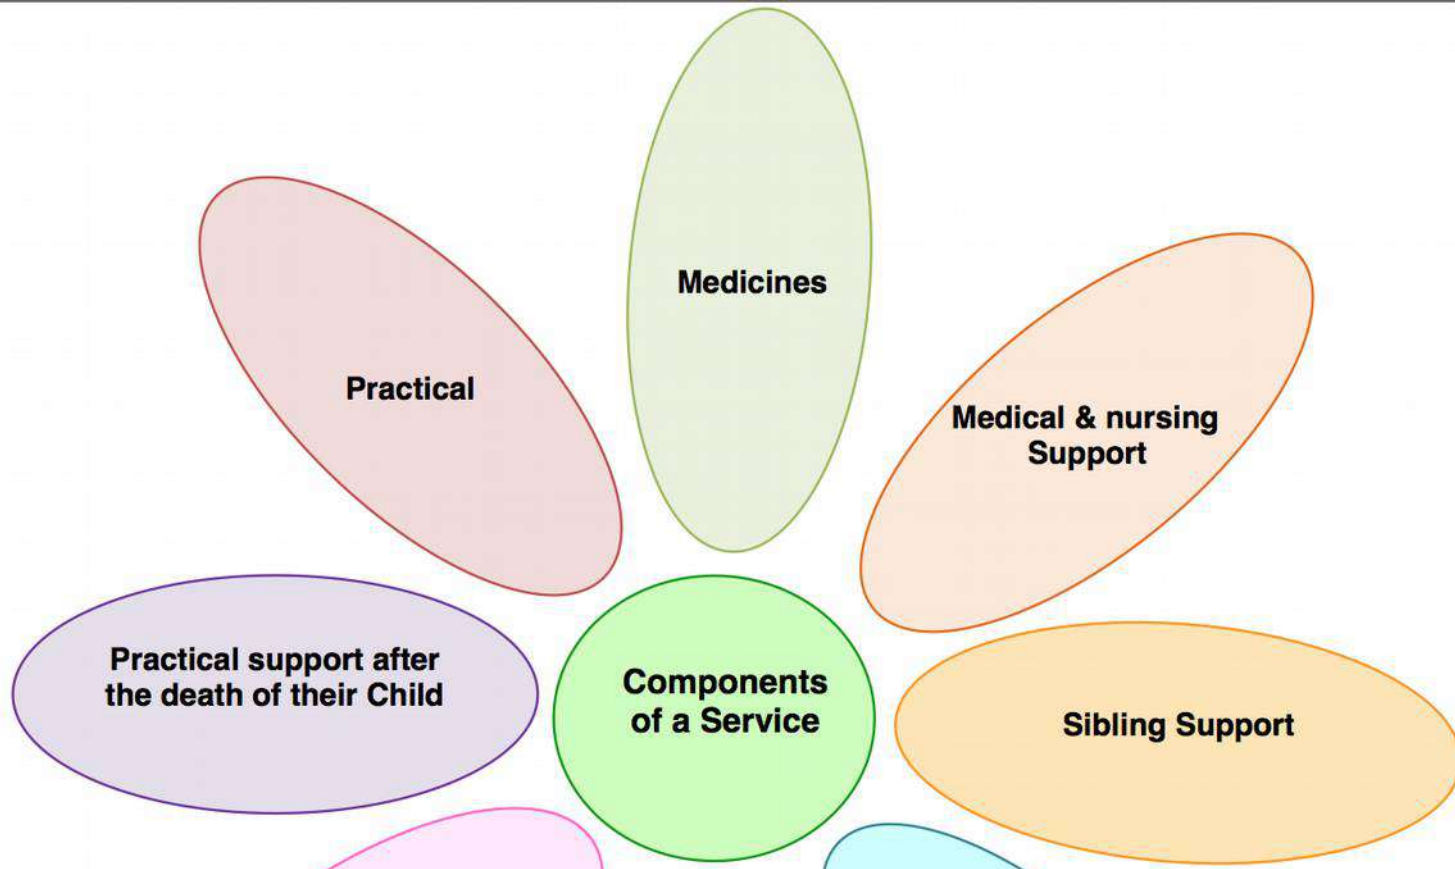 Medicines
Practical
Medical & nursing
Support
Practical support after
the death of their Child
Components
of a Service
Sibling Support